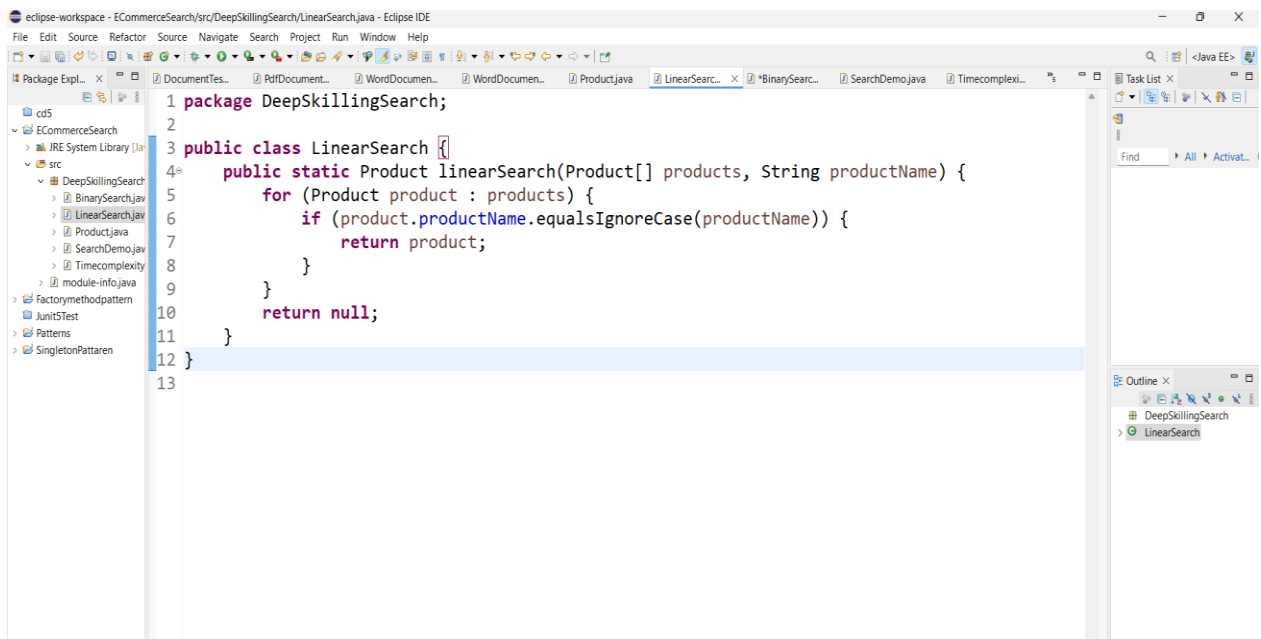 eclipse-workspace - ECommerceSearch/src/DeepSkillingSearch/LinearSearch.java - Eclipse IDE
File Edit Source Refactor Source Navigate Search Project Run Window Help
<Java EE>
Package Expl...
DocumentTes... PdfDocument... WordDocumen... WordDocumen... Product.java LinearSearc... *BinarySearc... SearchDemo.java Timecomplexi... »5
Task List
cd5
ECommerceSearch
JRE System Library [Ja
src
DeepSkillingSearch
BinarySearch.jav
LinearSearch.jav
Product.java
SearchDemo.jav
Timecomplexity
module-info.java
Factorymethodpattern
Junit5Test
Patterns
SingletonPattaren
1 package DeepSkillingSearch;
2
3 public class LinearSearch {
4 public static Product linearSearch(Product[] products, String productName) {
5 for (Product product : products) {
6 if (product.productName.equalsIgnoreCase(productName)) {
7 return product;
8 }
9 }
10 return null;
11 }
12 }
13
Find All Activat...
Outline
DeepSkillingSearch
LinearSearch